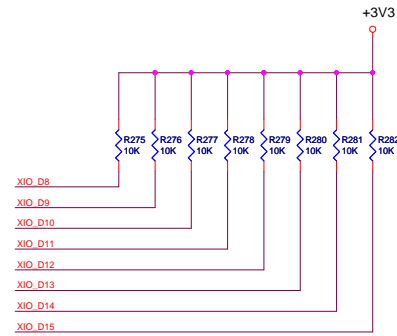 +3V3
R275 R276 R277 R278 R279 R280 R281 R282
10K 10K 10K 10K 10K 10K 10K 10K
XIO_D8
XIO_D9
XIO_D10
XIO_D11
XIO_D12
XIO_D13
XIO_D14
XIO_D15